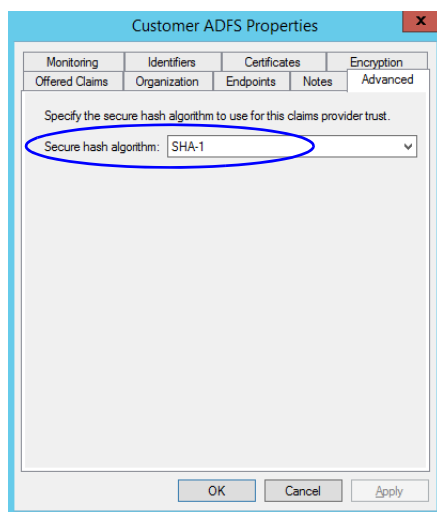 Customer ADFS Properties
x
Monitoring Identifiers Certificates Encryption
Offered Claims Organization Endpoints Notes Advanced
Specify the secure hash algorithm to use for this claims provider trust.
Secure hash algorithm: SHA-1
OK Cancel Apply